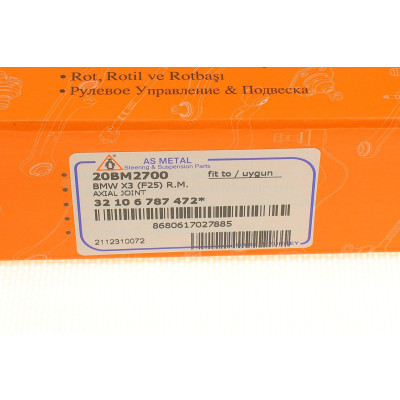 • Rot, Rotil ve Rotbaşı
• Рулевое Управление & Подвеска
AS METAL
Steering & Suspension Parts
20BM2700
fit to / uygun
BMW X3 (F25) R.M.
AXIAL JOINT
32 10 6 787 472*
8680617027885
2112310072